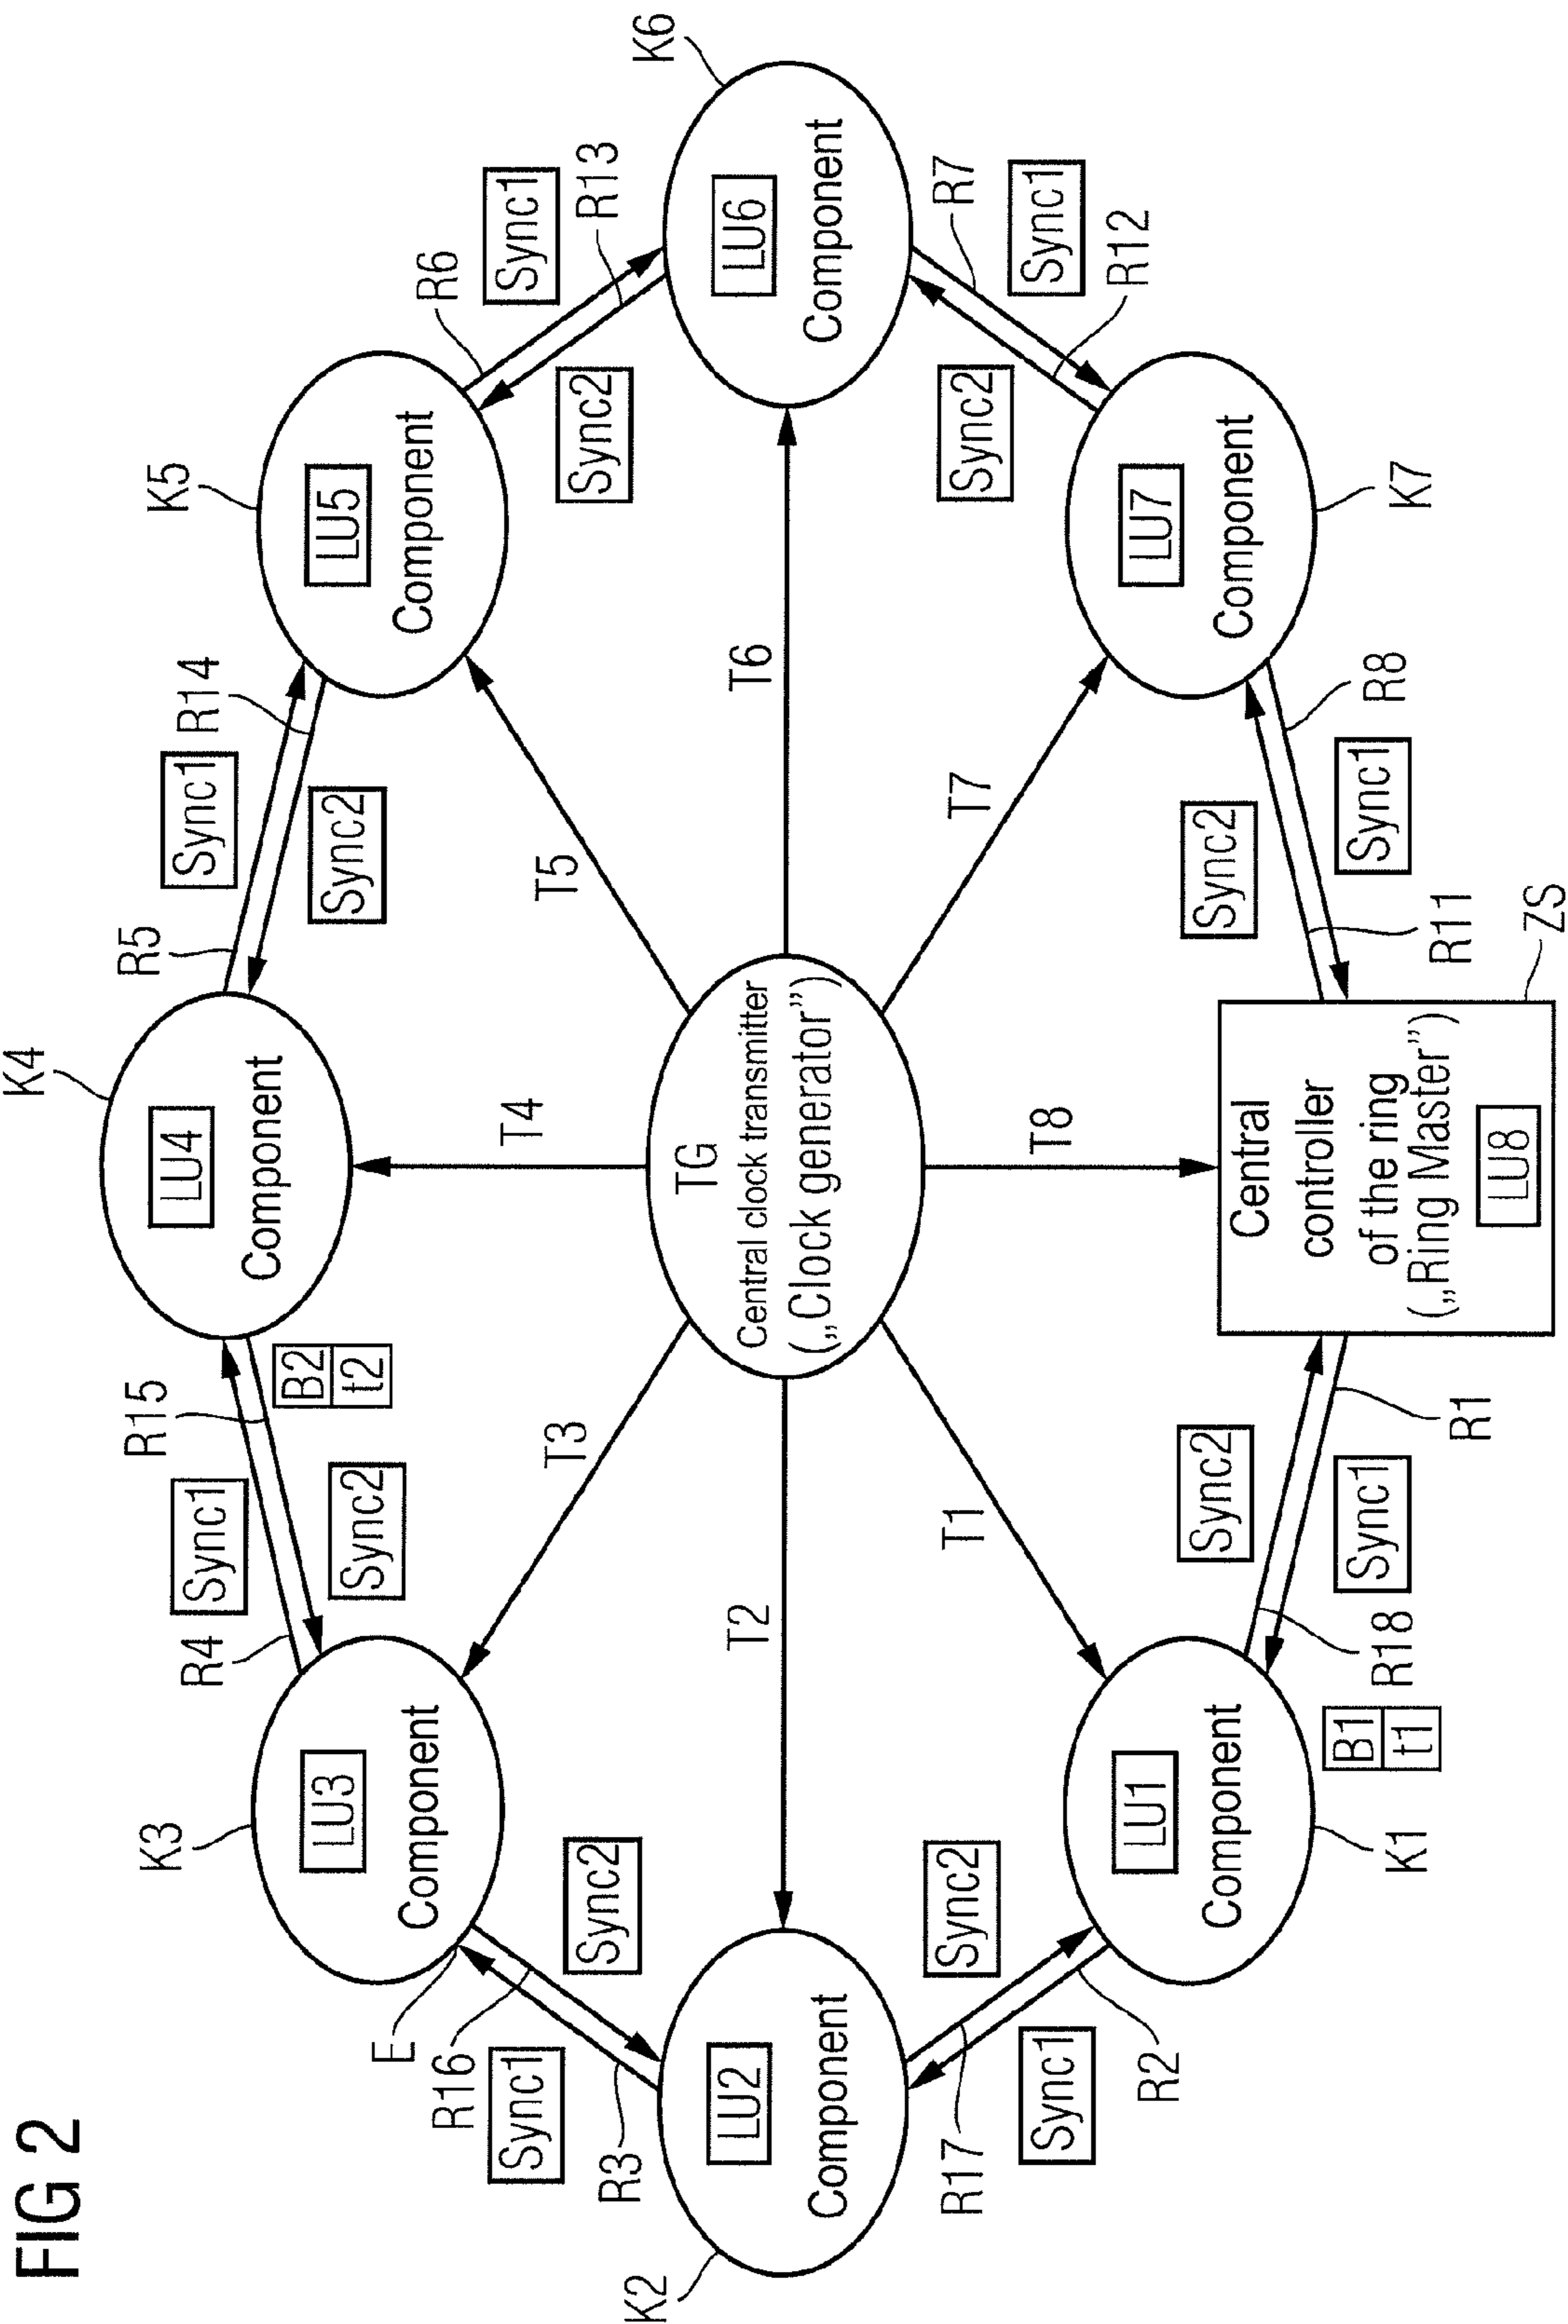 FIG 2
K4
K3
K5
R4
Sync1
R15
R5
Sync1
R14
LU4
Component
B2
t2
Sync2
Sync2
LU3
Component
LU5
Component
E
R16
Sync1
R3
Sync2
T3
T4
T5
Sync2
R6
Sync1
R13
K2
LU2
Component
T2
TG
Central clock transmitter
(„Clock generator”)
T6
LU6
Component
K6
R17
Sync1
R2
Sync2
T1
T8
T7
Sync2
R7
Sync1
R12
LU1
Component
K1
B1
t1
Sync2
R18
Sync1
R1
Central
controller
of the ring
(„Ring Master”)
LU8
ZS
Sync2
R11
Sync1
R8
LU7
Component
K7